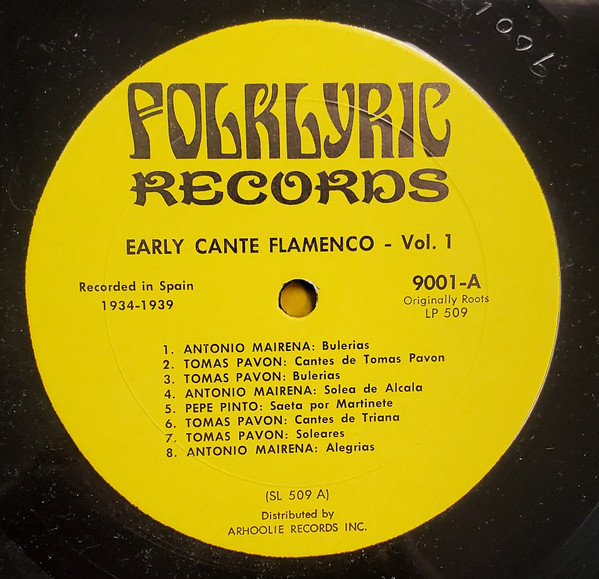 FOLKLYRIC
RECORDS
EARLY CANTE FLAMENCO - Vol. 1
Recorded in Spain
1934-1939
9001-A
Originally Roots
LP 509
1. ANTONIO MAIRENA: Bulerias
2. TOMAS PAVON: Cantes de Tomas Pavon
3. TOMAS PAVON: Bulerias
4. ANTONIO MAIRENA: Solea de Alcala
5. PEPE PINTO: Saeta por Martinete
6. TOMAS PAVON: Cantes de Triana
7. TOMAS PAVON: Soleares
8. ANTONIO MAIRENA: Alegrias
(SL 509 A)
Distributed by
ARHOOLIE RECORDS INC.